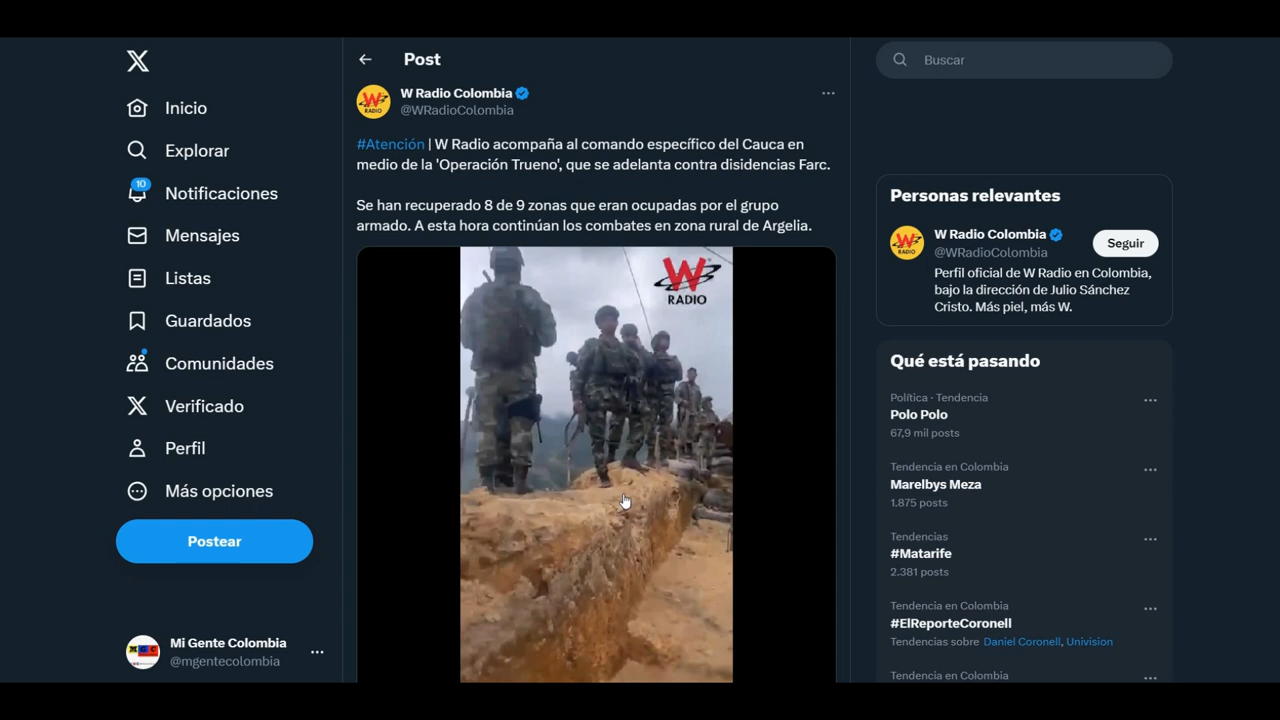 Inicio
Explorar
10
Notificaciones
Mensajes
Listas
Guardados
Comunidades
Verificado
Perfil
Más opciones
Postear
MGC
Mi Gente Colombia
@mgentecolombia
Post
W RADIO
W Radio Colombia
@WRadioColombia
#Atención | W Radio acompaña al comando específico del Cauca en
medio de la 'Operación Trueno', que se adelanta contra disidencias Farc.
Se han recuperado 8 de 9 zonas que eran ocupadas por el grupo
armado. A esta hora continúan los combates en zona rural de Argelia.
W
RADIO
Buscar
Personas relevantes
W RADIO
W Radio Colombia
@WRadioColombia
Seguir
Perfil oficial de W Radio en Colombia,
bajo la dirección de Julio Sánchez
Cristo. Más piel, más W.
Qué está pasando
Política · Tendencia
Polo Polo
67,9 mil posts
Tendencia en Colombia
Marelbys Meza
1.875 posts
Tendencias
#Matarife
2.381 posts
Tendencia en Colombia
#ElReporteCoronell
Tendencias sobre Daniel Coronell, Univision
Tendencia en Colombia